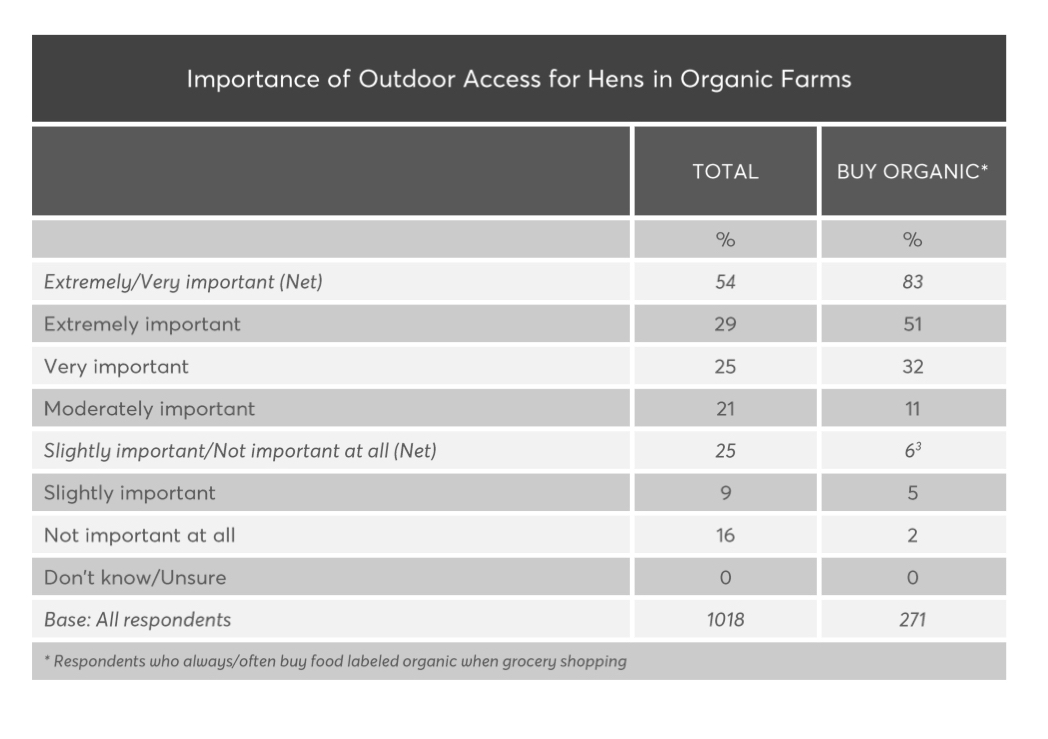 Importance of Outdoor Access for Hens in Organic Farms
TOTAL BUY ORGANIC*
% %
Extremely/Very important (Net) 54 83
Extremely important 29 51
Very important 25 32
Moderately important 21 11
Slightly important/Not important at all (Net) 25 6³
Slightly important 9 5
Not important at all 16 2
Don't know/Unsure 0 0
Base: All respondents 1018 271
* Respondents who always/often buy food labeled organic when grocery shopping